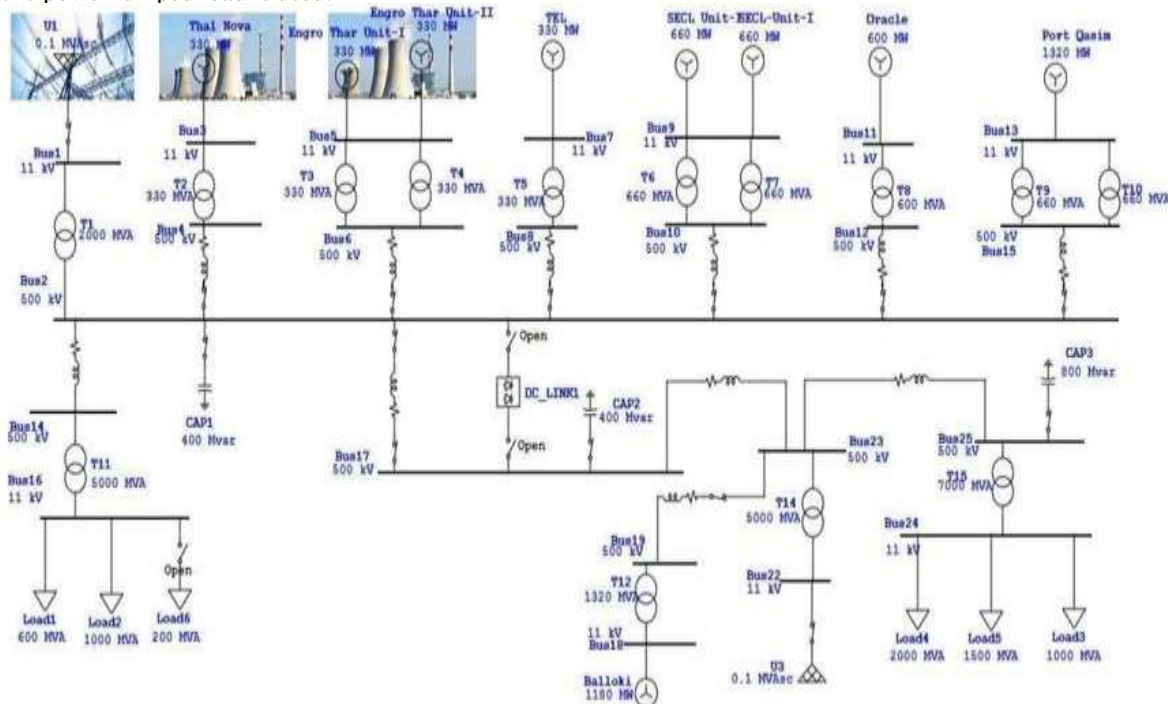 U1
0.1 MVAsc
Thal Nova
330 MW
Engro Thar Unit-II
330 MW
Engro Thar Unit-I
330 MW
TEL
330 MW
SECL Unit-I
660 MW
SECL-Unit-I
660 MW
Oracle
600 MW
Port Qasim
1320 MW
Bus1
11 kV
Bus3
11 kV
Bus5
11 kV
Bus7
11 kV
Bus9
11 kV
Bus11
11 kV
Bus13
11 kV
T1
2000 MVA
T2
330 MVA
T3
330 MVA
T4
330 MVA
T5
330 MVA
T6
660 MVA
T7
660 MVA
T8
600 MVA
T9
660 MVA
T10
660 MVA
Bus2
500 kV
Bus4
500 kV
Bus6
500 kV
Bus8
500 kV
Bus10
500 kV
Bus12
500 kV
500 kV
Bus15
Open
CAP1
400 Mvar
DC_LINK1
Open
CAP2
400 Mvar
CAP3
800 Mvar
Bus14
500 kV
Bus17
500 kV
Bus23
500 kV
Bus25
500 kV
T11
5000 MVA
Bus16
11 kV
T14
5000 MVA
T15
7000 MVA
Bus19
500 kV
T12
1320 MVA
Bus22
11 kV
Bus24
11 kV
Open
Load1
600 MVA
Load2
1000 MVA
Load6
200 MVA
11 kV
Bus18
Balloki
1180 MW
U3
0.1 MVAsc
Load4
2000 MVA
Load5
1500 MVA
Load3
1000 MVA